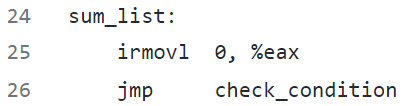 24 sum_list:
25     irmovl  0, %eax
26     jmp     check_condition